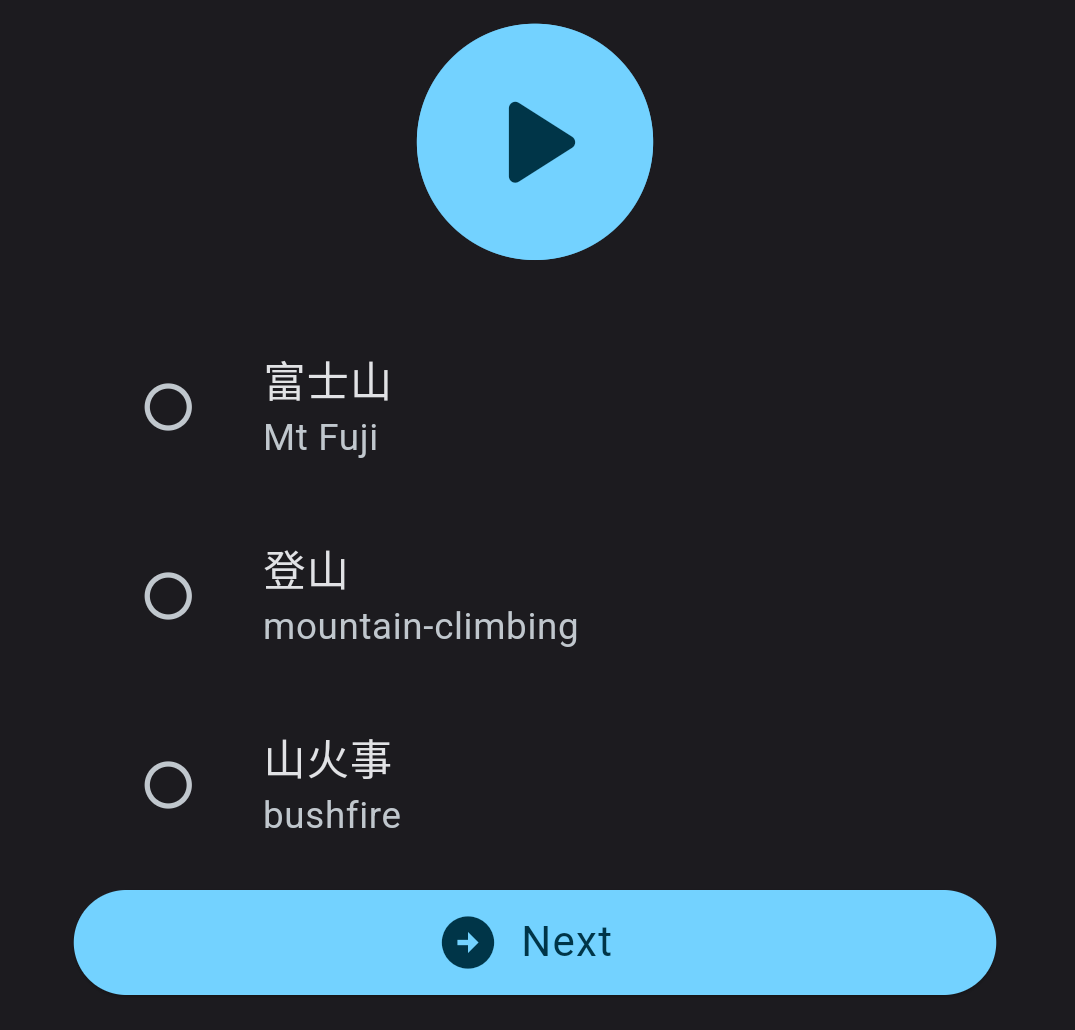 富士山
Mt Fuji
登山
mountain-climbing
山火事
bushfire
Next